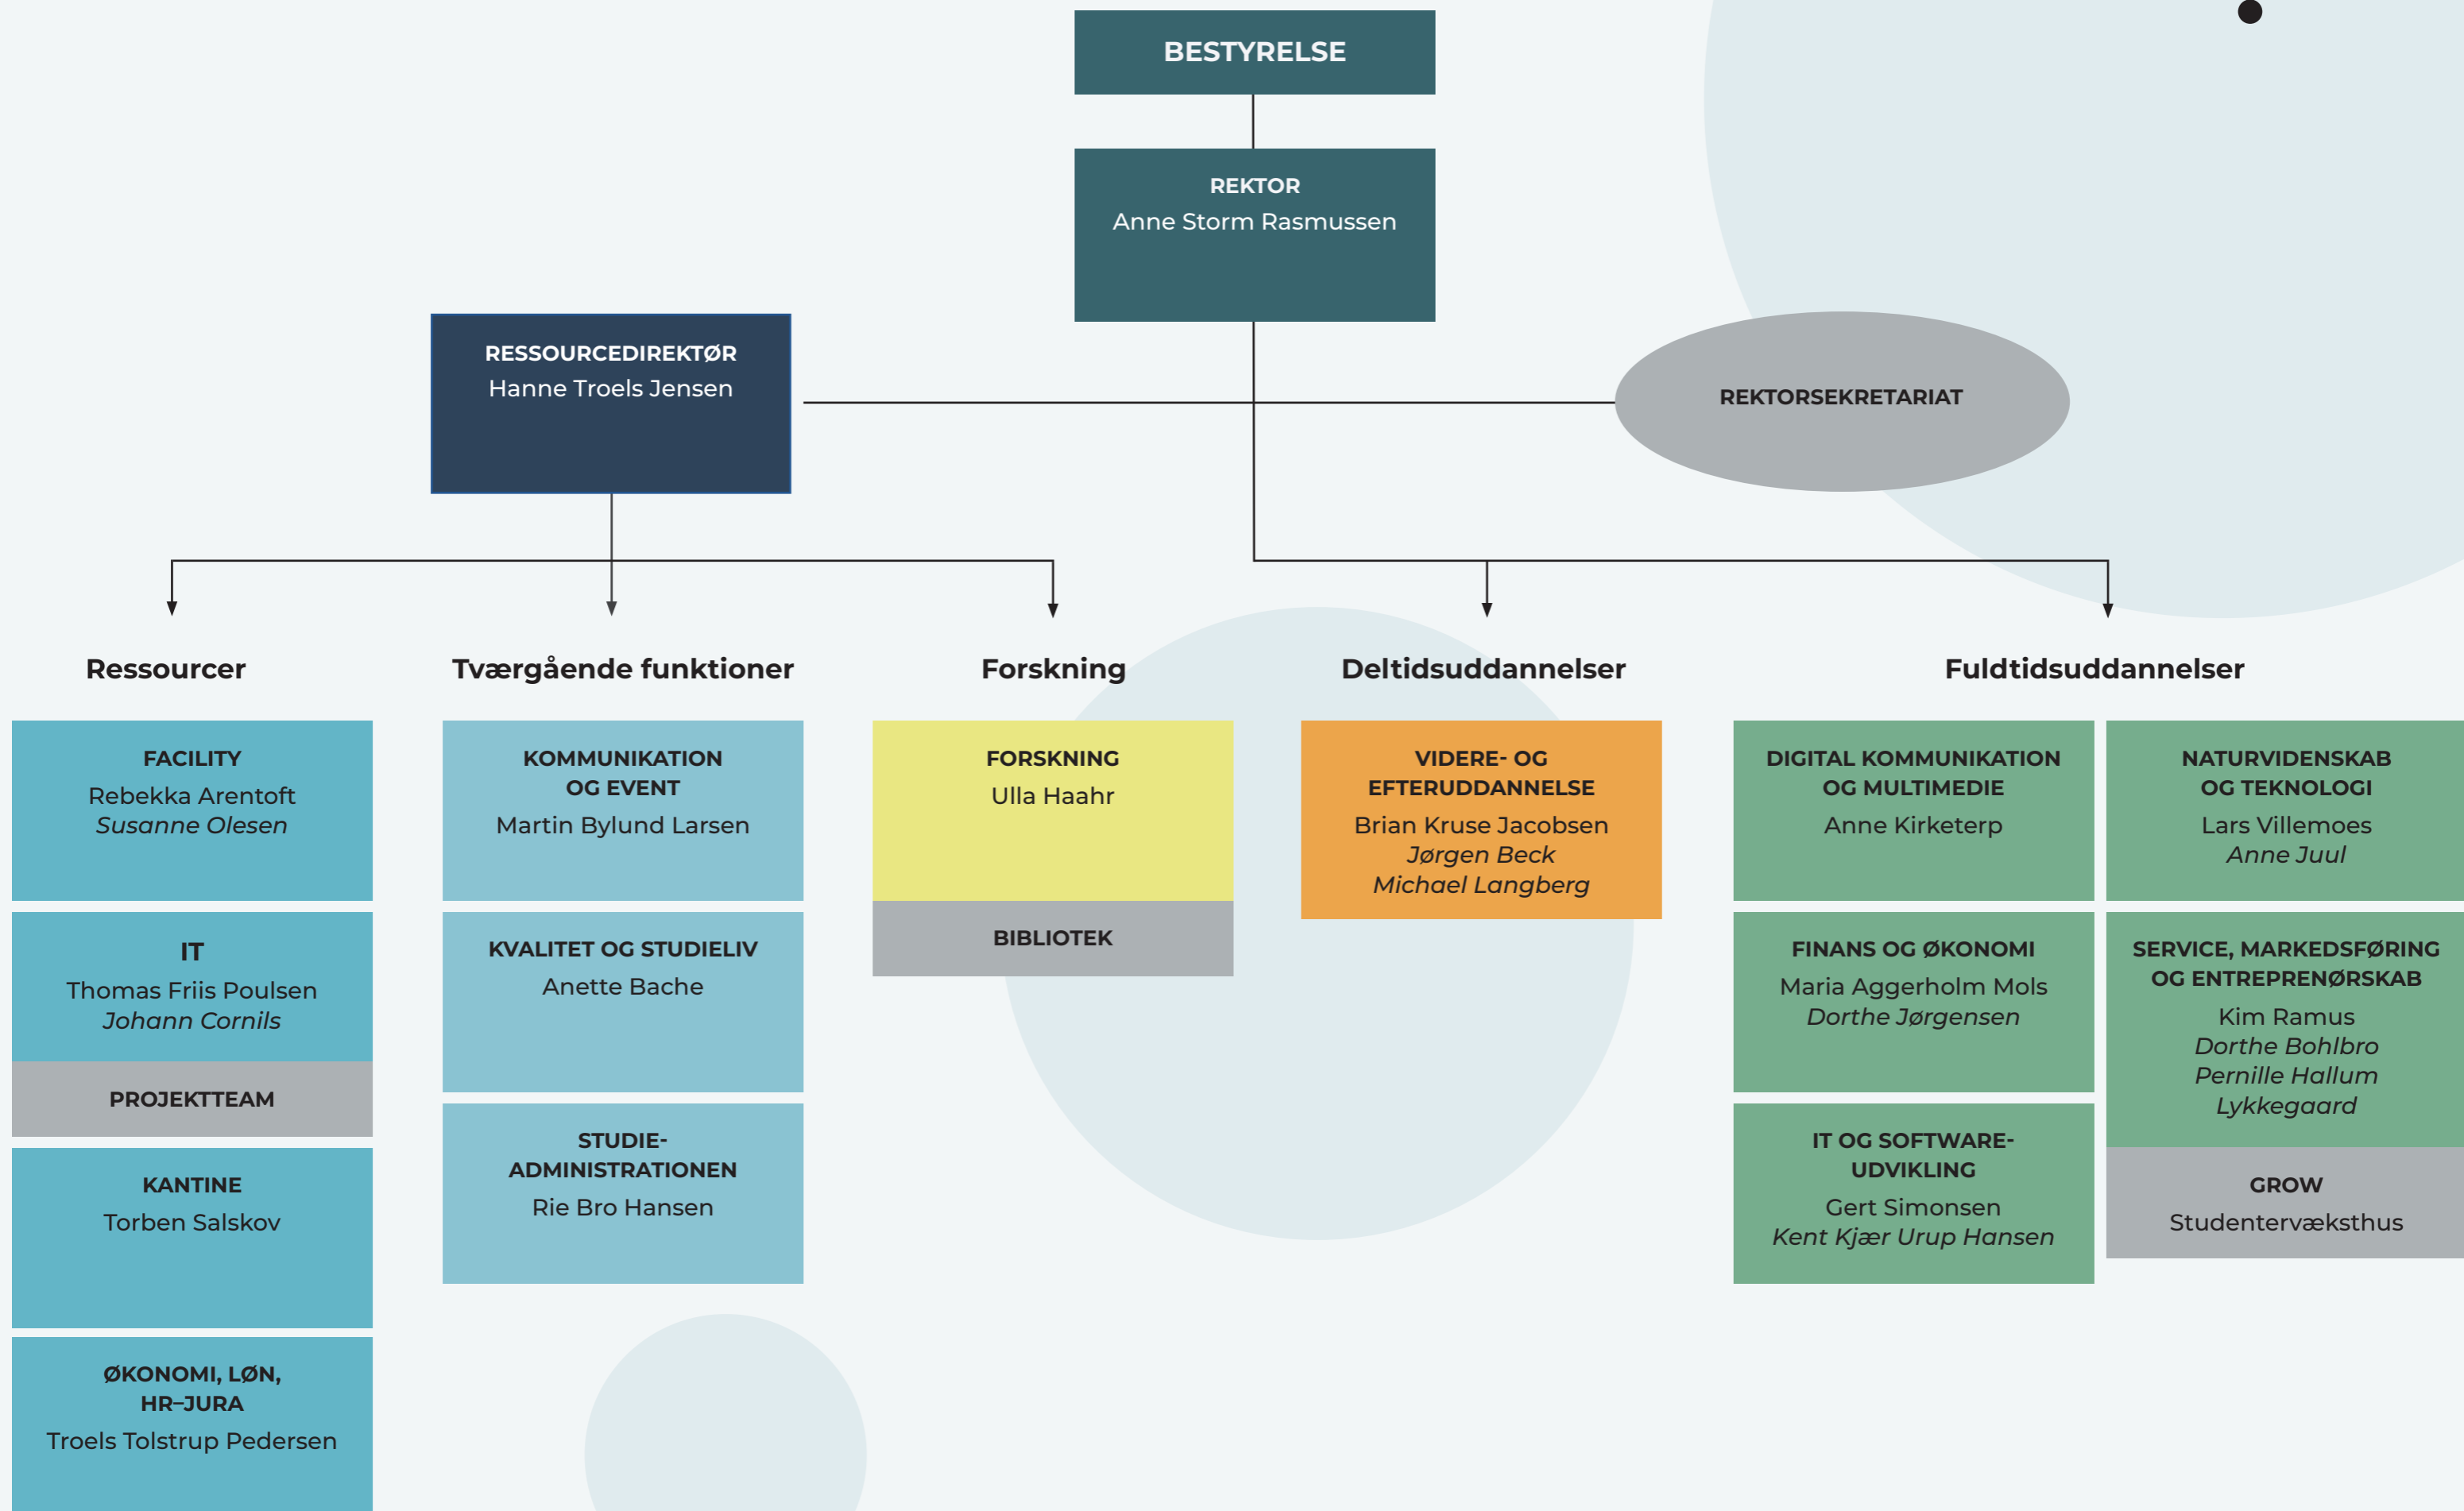 BESTYRELSE
REKTOR
Anne Storm Rasmussen
RESSOURCEDIREKTØR
Hanne Troels Jensen
REKTORSEKRETARIAT
Ressourcer
FACILITY
Rebekka Arentoft
Susanne Olesen
IT
Thomas Friis Poulsen
Johann Cornils
PROJEKTTEAM
KANTINE
Torben Salskov
ØKONOMI, LØN,
HR–JURA
Troels Tolstrup Pedersen
Tværgående funktioner
KOMMUNIKATION
OG EVENT
Martin Bylund Larsen
KVALITET OG STUDIELIV
Anette Bache
STUDIE-
ADMINISTRATIONEN
Rie Bro Hansen
Forskning
FORSKNING
Ulla Haahr
BIBLIOTEK
Deltidsuddannelser
VIDERE- OG
EFTERUDDANNELSE
Brian Kruse Jacobsen
Jørgen Beck
Michael Langberg
Fuldtidsuddannelser
DIGITAL KOMMUNIKATION
OG MULTIMEDIE
Anne Kirketerp
FINANS OG ØKONOMI
Maria Aggerholm Mols
Dorthe Jørgensen
IT OG SOFTWARE-
UDVIKLING
Gert Simonsen
Kent Kjær Urup Hansen
NATURVIDENSKAB
OG TEKNOLOGI
Lars Villemoes
Anne Juul
SERVICE, MARKEDSFØRING
OG ENTREPRENØRSKAB
Kim Ramus
Dorthe Bohlbro
Pernille Hallum
Lykkegaard
GROW
Studentervæksthus